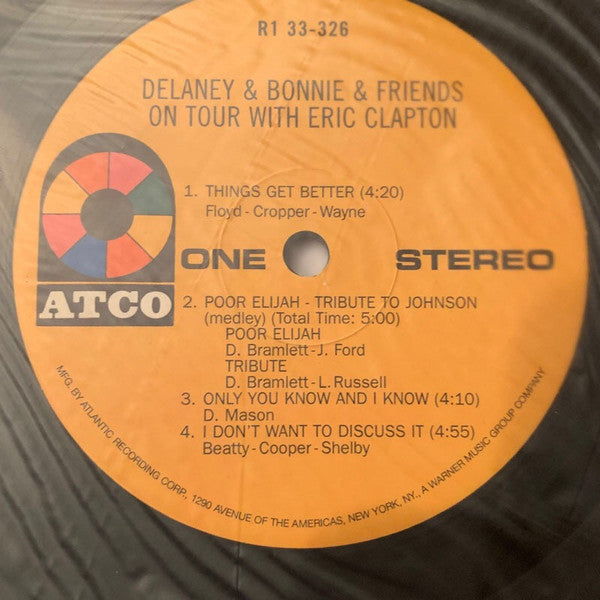 R1 33-326
DELANEY & BONNIE & FRIENDS
ON TOUR WITH ERIC CLAPTON
1. THINGS GET BETTER (4:20)
Floyd - Cropper - Wayne
ATCO
ONE STEREO
2. POOR ELIJAH - TRIBUTE TO JOHNSON
(medley) (Total Time: 5:00)
POOR ELIJAH
D. Bramlett-J. Ford
TRIBUTE
D. Bramlett-L. Russell
3. ONLY YOU KNOW AND I KNOW (4:10)
D. Mason
4. I DON'T WANT TO DISCUSS IT (4:55)
Beatty-Cooper-Shelby
MFG. BY ATLANTIC RECORDING CORP., 1290 AVENUE OF THE AMERICAS, NEW YORK, NY., A WARNER MUSIC GROUP COMPANY